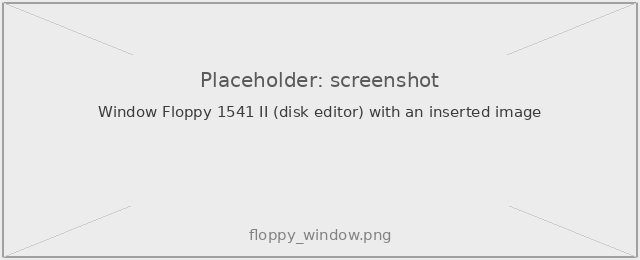 Placeholder: screenshot
Window Floppy 1541 II (disk editor) with an inserted image
floppy_window.png